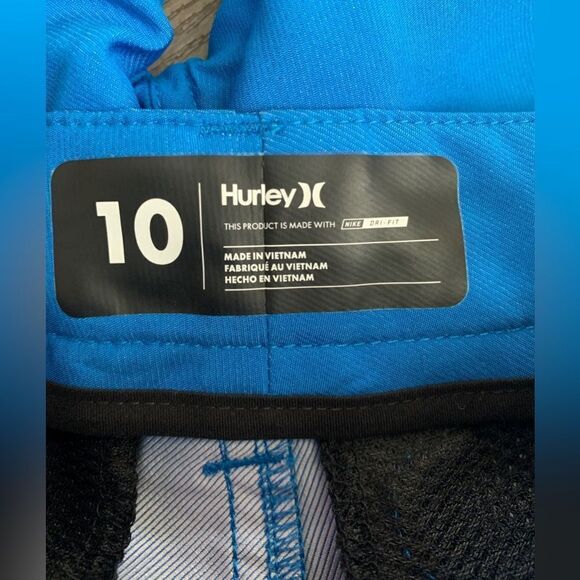 10
Hurley
THIS PRODUCT IS MADE WITH NIKE DRI-FIT
MADE IN VIETNAM
FABRIQUÉ AU VIETNAM
HECHO EN VIETNAM